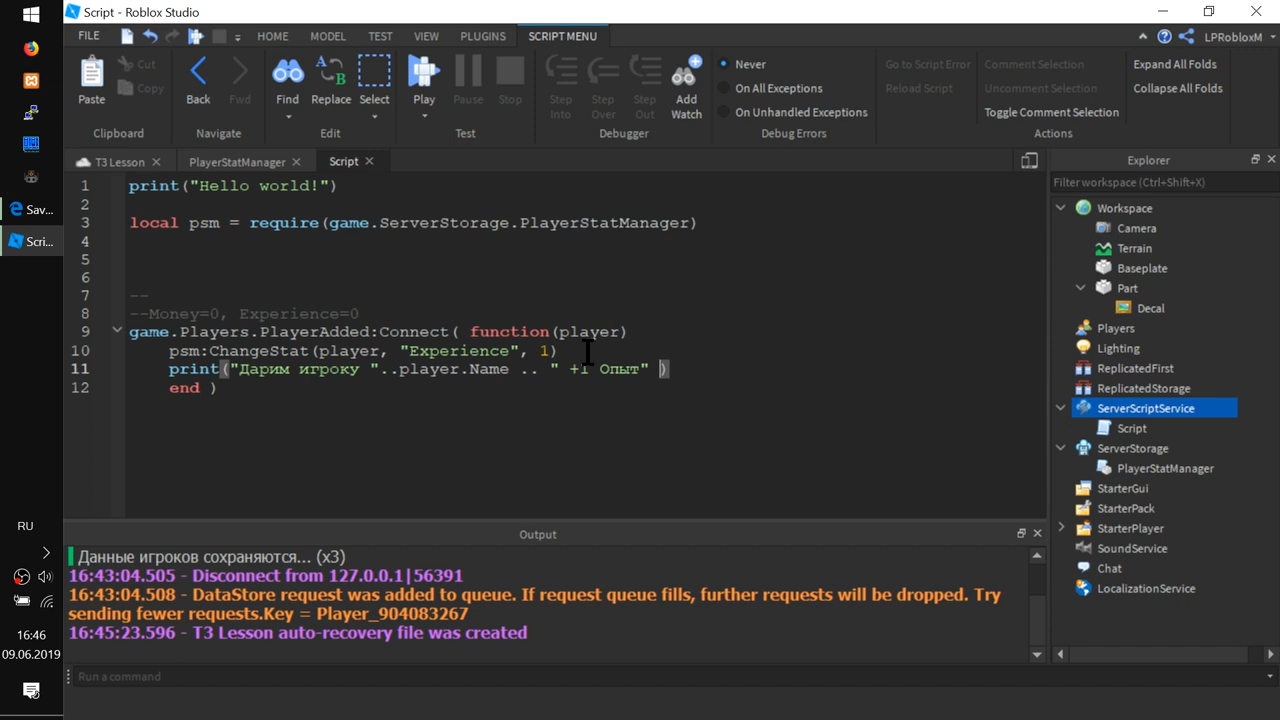 Script - Roblox Studio
FILE HOME MODEL TEST VIEW PLUGINS SCRIPT MENU LPRobloxM
Paste Cut Copy Back Fwd Find Replace Select Play Pause Stop Step Into Step Over Step Out Add Watch
Never
On All Exceptions
On Unhandled Exceptions
Go to Script Error
Reload Script
Comment Selection
Uncomment Selection
Toggle Comment Selection
Expand All Folds
Collapse All Folds
Clipboard Navigate Edit Test Debugger Debug Errors Actions
T3 Lesson PlayerStatManager Script
1 print("Hello world!")
2
3 local psm = require(game.ServerStorage.PlayerStatManager)
4
5
6
7 --
8 --Money=0, Experience=0
9 game.Players.PlayerAdded:Connect( function(player)
10 psm:ChangeStat(player, "Experience", 1)
11 print("Дарим игроку "..player.Name .. " +1 Опыт" )
12 end )
Explorer
Filter workspace (Ctrl+Shift+X)
Workspace
Camera
Terrain
Baseplate
Part
Decal
Players
Lighting
ReplicatedFirst
ReplicatedStorage
ServerScriptService
Script
ServerStorage
PlayerStatManager
StarterGui
StarterPack
StarterPlayer
SoundService
Chat
LocalizationService
Output
Данные игроков сохраняются... (x3)
16:43:04.505 - Disconnect from 127.0.0.1|56391
16:43:04.508 - DataStore request was added to queue. If request queue fills, further requests will be dropped. Try
sending fewer requests.Key = Player_904083267
16:45:23.596 - T3 Lesson auto-recovery file was created
Run a command
Sav...
Scri...
RU
16:46
09.06.2019